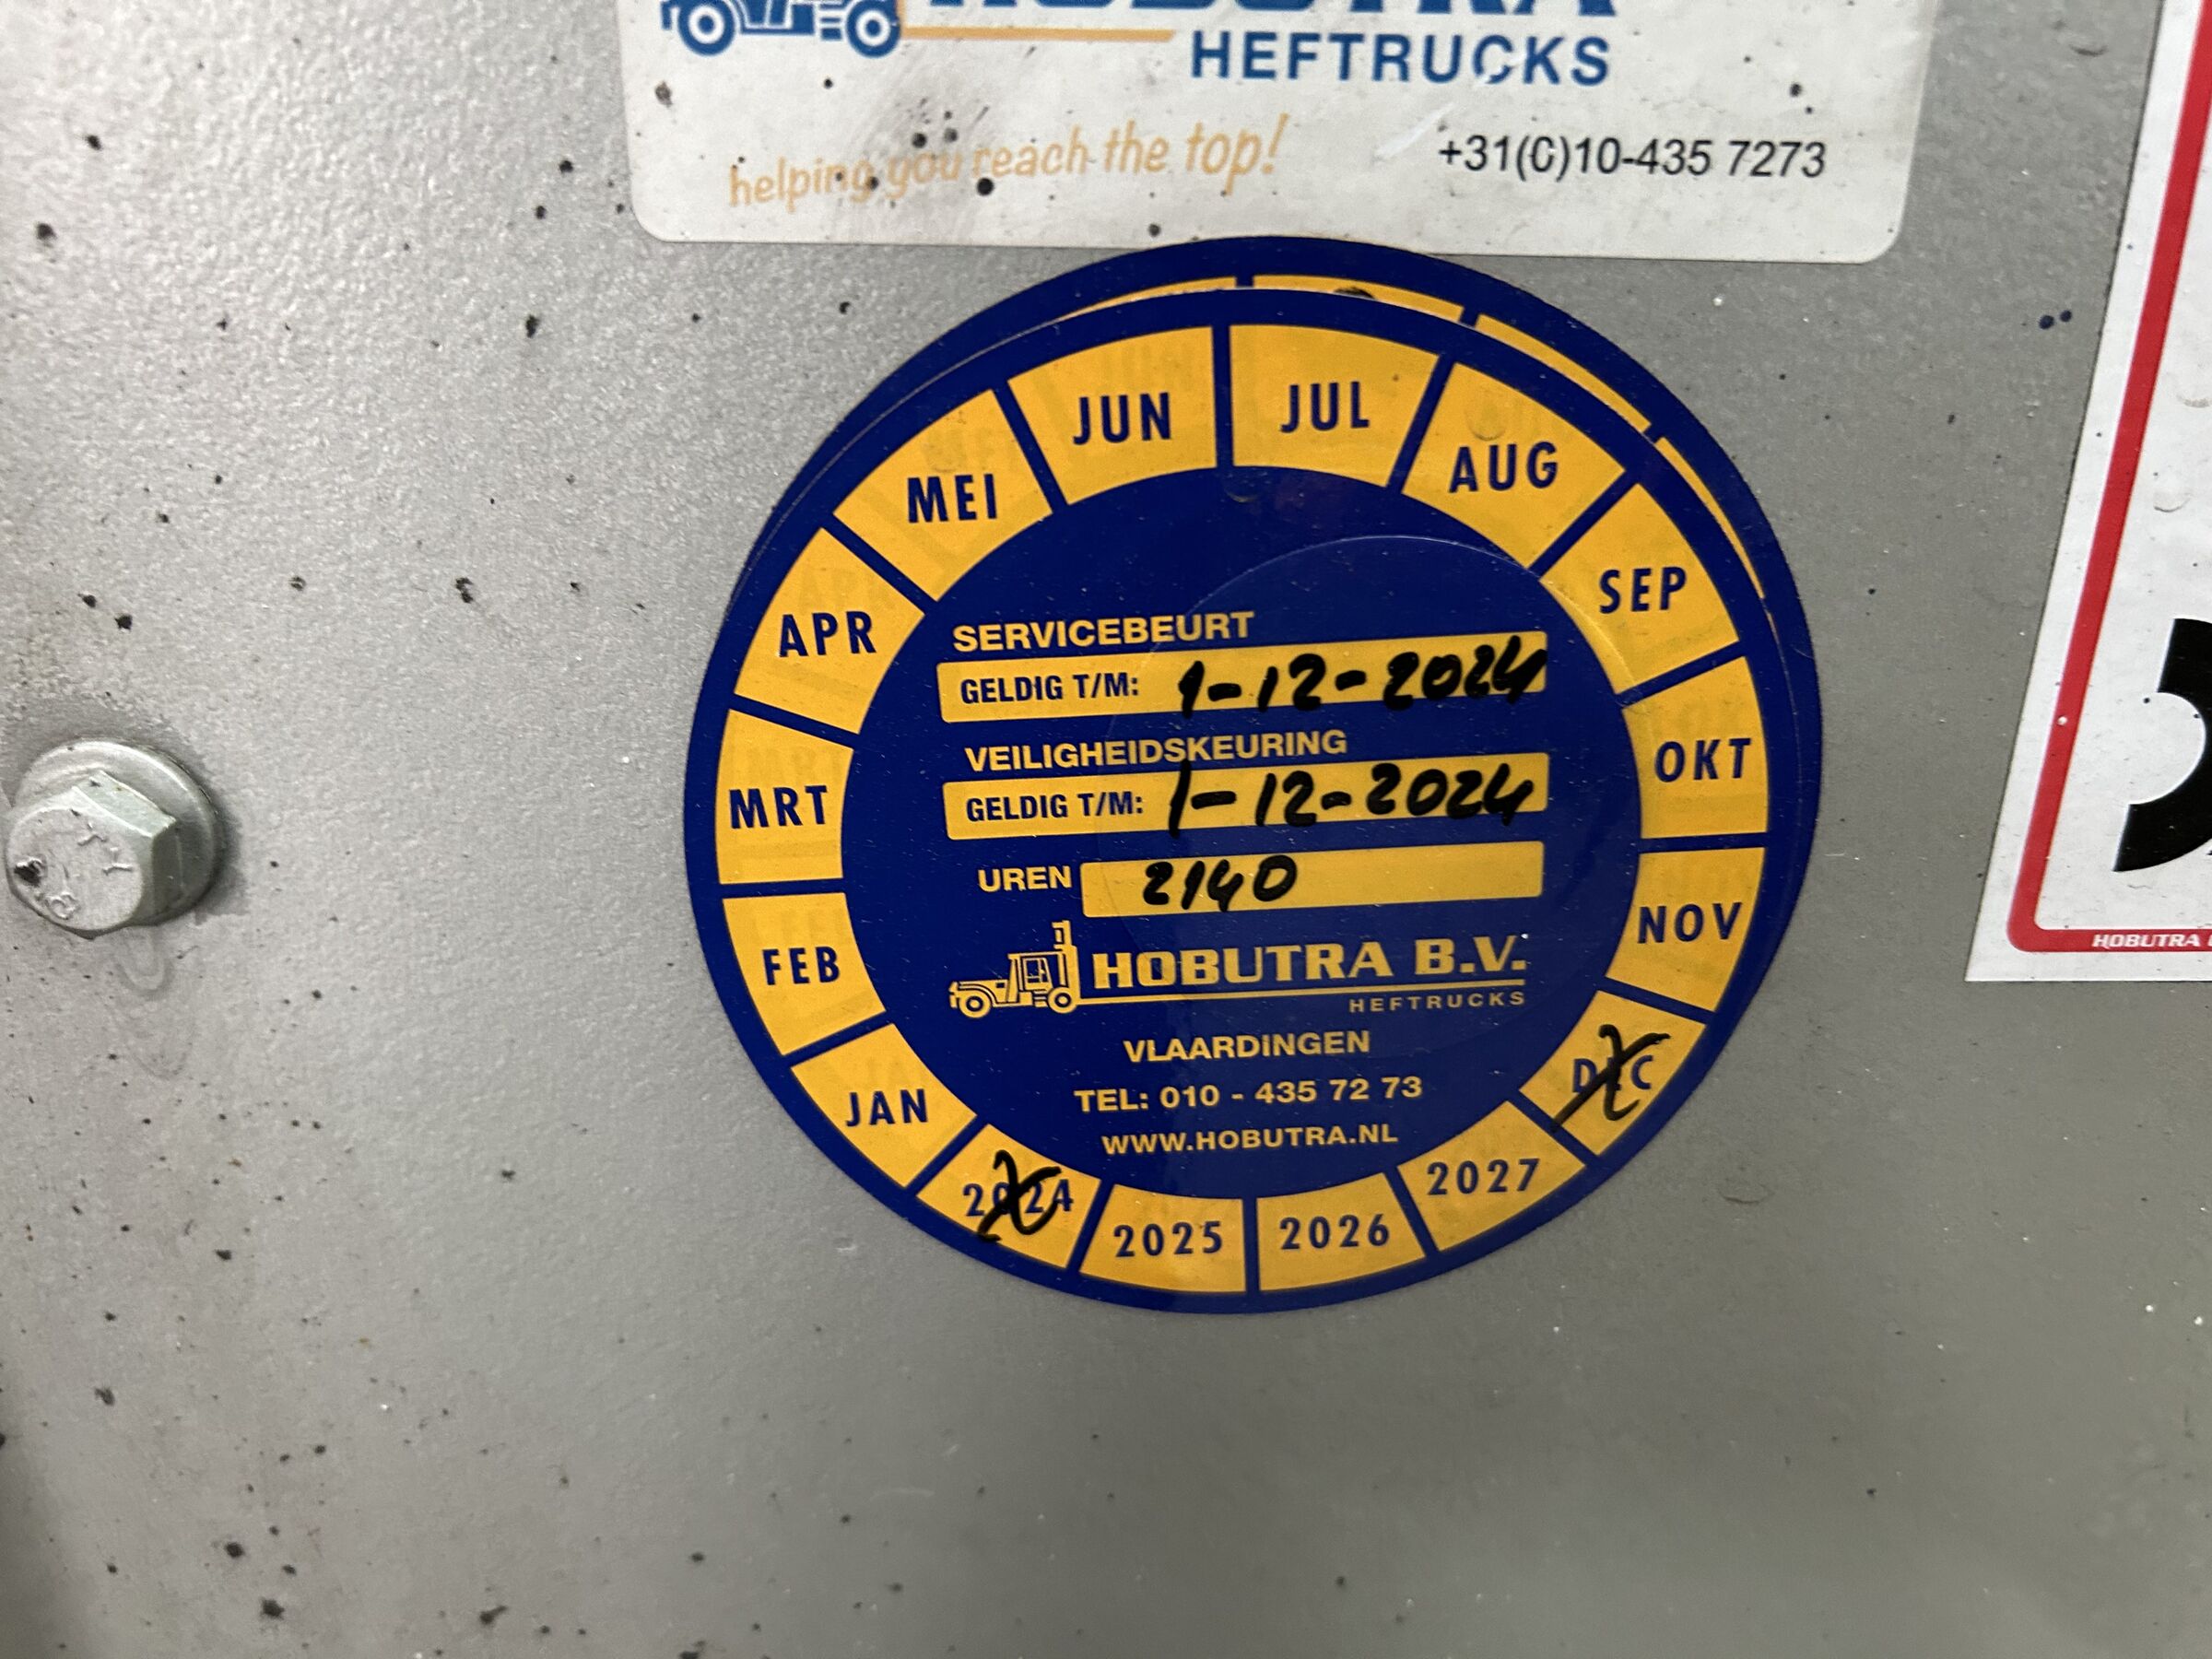 HEFTRUCKS
helping you reach the top!
+31(0)10-435 7273
JAN
FEB
MRT
APR
MEI
JUN
JUL
AUG
SEP
OKT
NOV
DEC
SERVICEBEURT
GELDIG T/M: 1-12-2024
VEILIGHEIDSKEURING
GELDIG T/M: 1-12-2024
UREN 2140
HOBUTRA B.V.
HEFTRUCKS
VLAARDINGEN
TEL: 010 - 435 72 73
WWW.HOBUTRA.NL
2024
2025
2026
2027
HOBUTRA